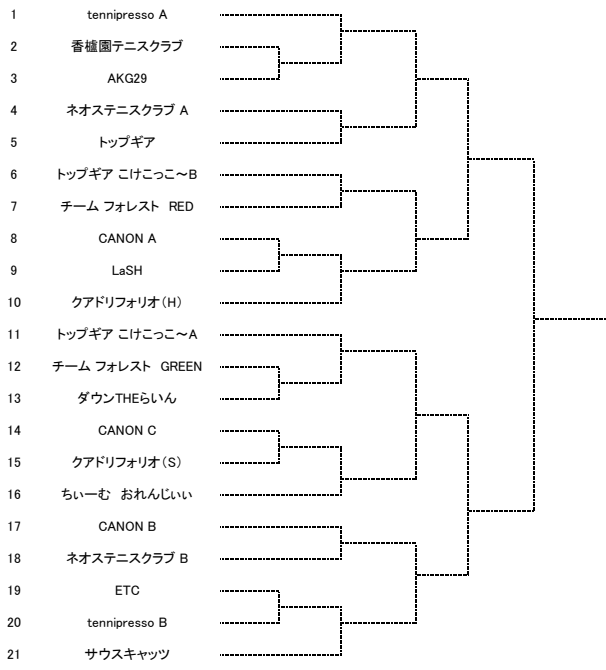 1 tennipresso A
2 香櫨園テニスクラブ
3 AKG29
4 ネオステニスクラブ A
5 トップギア
6 トップギア こけこっこ～B
7 チーム フォレスト　RED
8 CANON A
9 LaSH
10 クアドリフォリオ（H）
11 トップギア こけこっこ～A
12 チーム フォレスト　GREEN
13 ダウンTHEらいん
14 CANON C
15 クアドリフォリオ（S）
16 ちぃーむ　おれんじぃぃ
17 CANON B
18 ネオステニスクラブ B
19 ETC
20 tennipresso B
21 サウスキャッツ